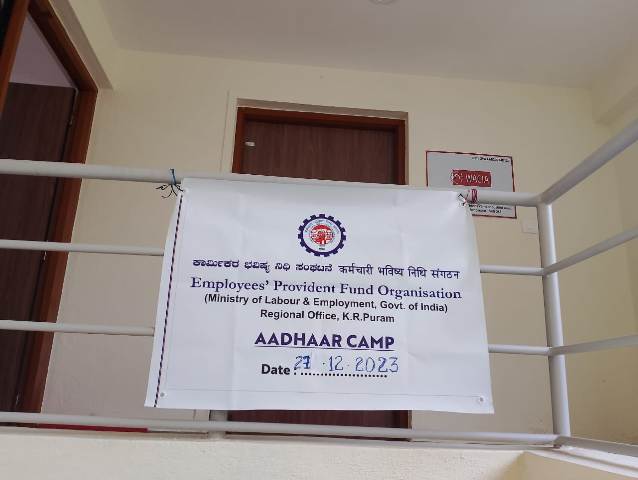 ಕಾರ್ಮಿಕರ ಭವಿಷ್ಯ ನಿಧಿ ಸಂಘಟನೆ कर्मचारी भविष्य निधि संगठन
Employees' Provident Fund Organisation
(Ministry of Labour & Employment, Govt. of India)
Regional Office, K.R.Puram
AADHAAR CAMP
Date : 27 .12.2023